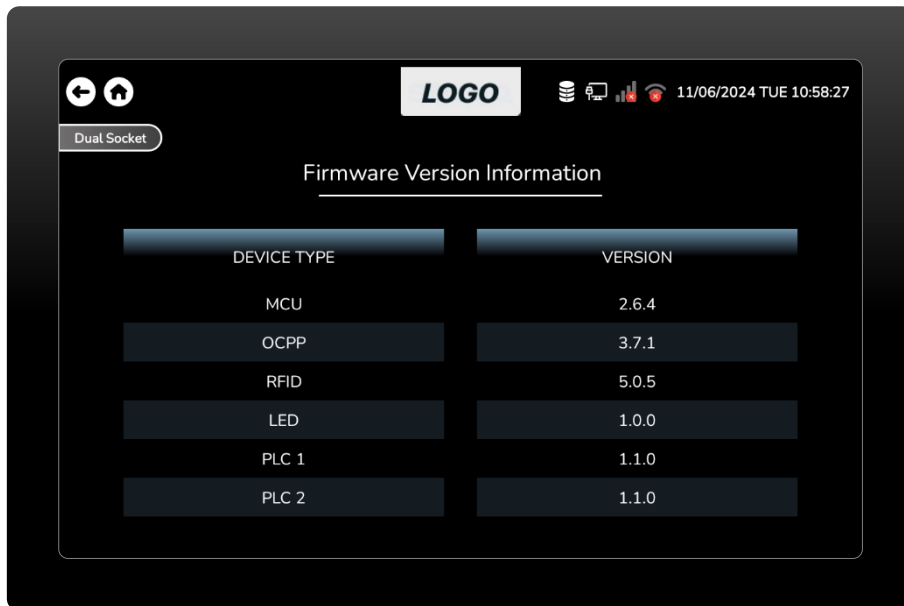 LOGO
11/06/2024 TUE 10:58:27
Dual Socket
Firmware Version Information
DEVICE TYPE VERSION
MCU 2.6.4
OCPP 3.7.1
RFID 5.0.5
LED 1.0.0
PLC 1 1.1.0
PLC 2 1.1.0